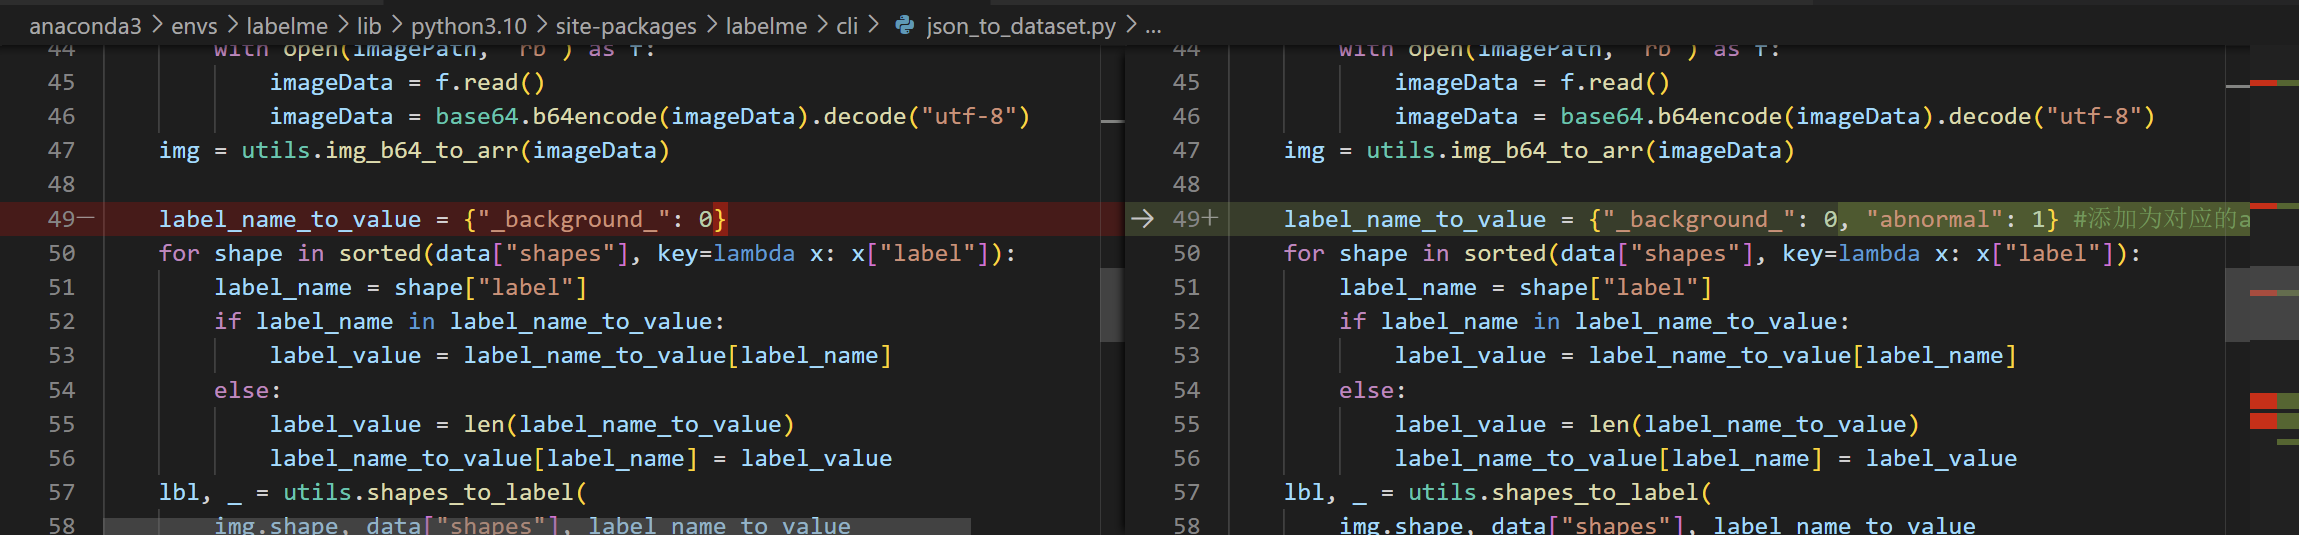 anaconda3 > envs > labelme > lib > python3.10 > site-packages > labelme > cli > json_to_dataset.py > ...
44 with open(imagePath, "rb") as f:
45 imageData = f.read()
46 imageData = base64.b64encode(imageData).decode("utf-8")
47 img = utils.img_b64_to_arr(imageData)
48
49— label_name_to_value = {"_background_": 0}
50 for shape in sorted(data["shapes"], key=lambda x: x["label"]):
51 label_name = shape["label"]
52 if label_name in label_name_to_value:
53 label_value = label_name_to_value[label_name]
54 else:
55 label_value = len(label_name_to_value)
56 label_name_to_value[label_name] = label_value
57 lbl, _ = utils.shapes_to_label(
58 img.shape, data["shapes"], label_name_to_value
44 with open(imagePath, "rb") as f:
45 imageData = f.read()
46 imageData = base64.b64encode(imageData).decode("utf-8")
47 img = utils.img_b64_to_arr(imageData)
48
→ 49+ label_name_to_value = {"_background_": 0, "abnormal": 1} #添加为对应的a
50 for shape in sorted(data["shapes"], key=lambda x: x["label"]):
51 label_name = shape["label"]
52 if label_name in label_name_to_value:
53 label_value = label_name_to_value[label_name]
54 else:
55 label_value = len(label_name_to_value)
56 label_name_to_value[label_name] = label_value
57 lbl, _ = utils.shapes_to_label(
58 img.shape, data["shapes"], label_name_to_value